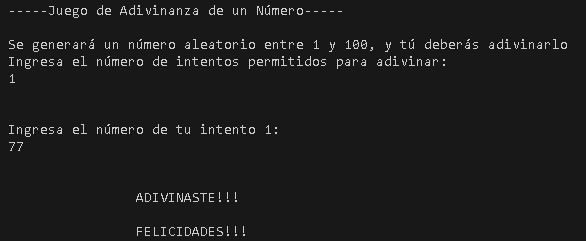 -----Juego de Adivinanza de un Número-----
Se generará un número aleatorio entre 1 y 100, y tú deberás adivinarlo
Ingresa el número de intentos permitidos para adivinar:
1
Ingresa el número de tu intento 1:
77
ADIVINASTE!!!
FELICIDADES!!!